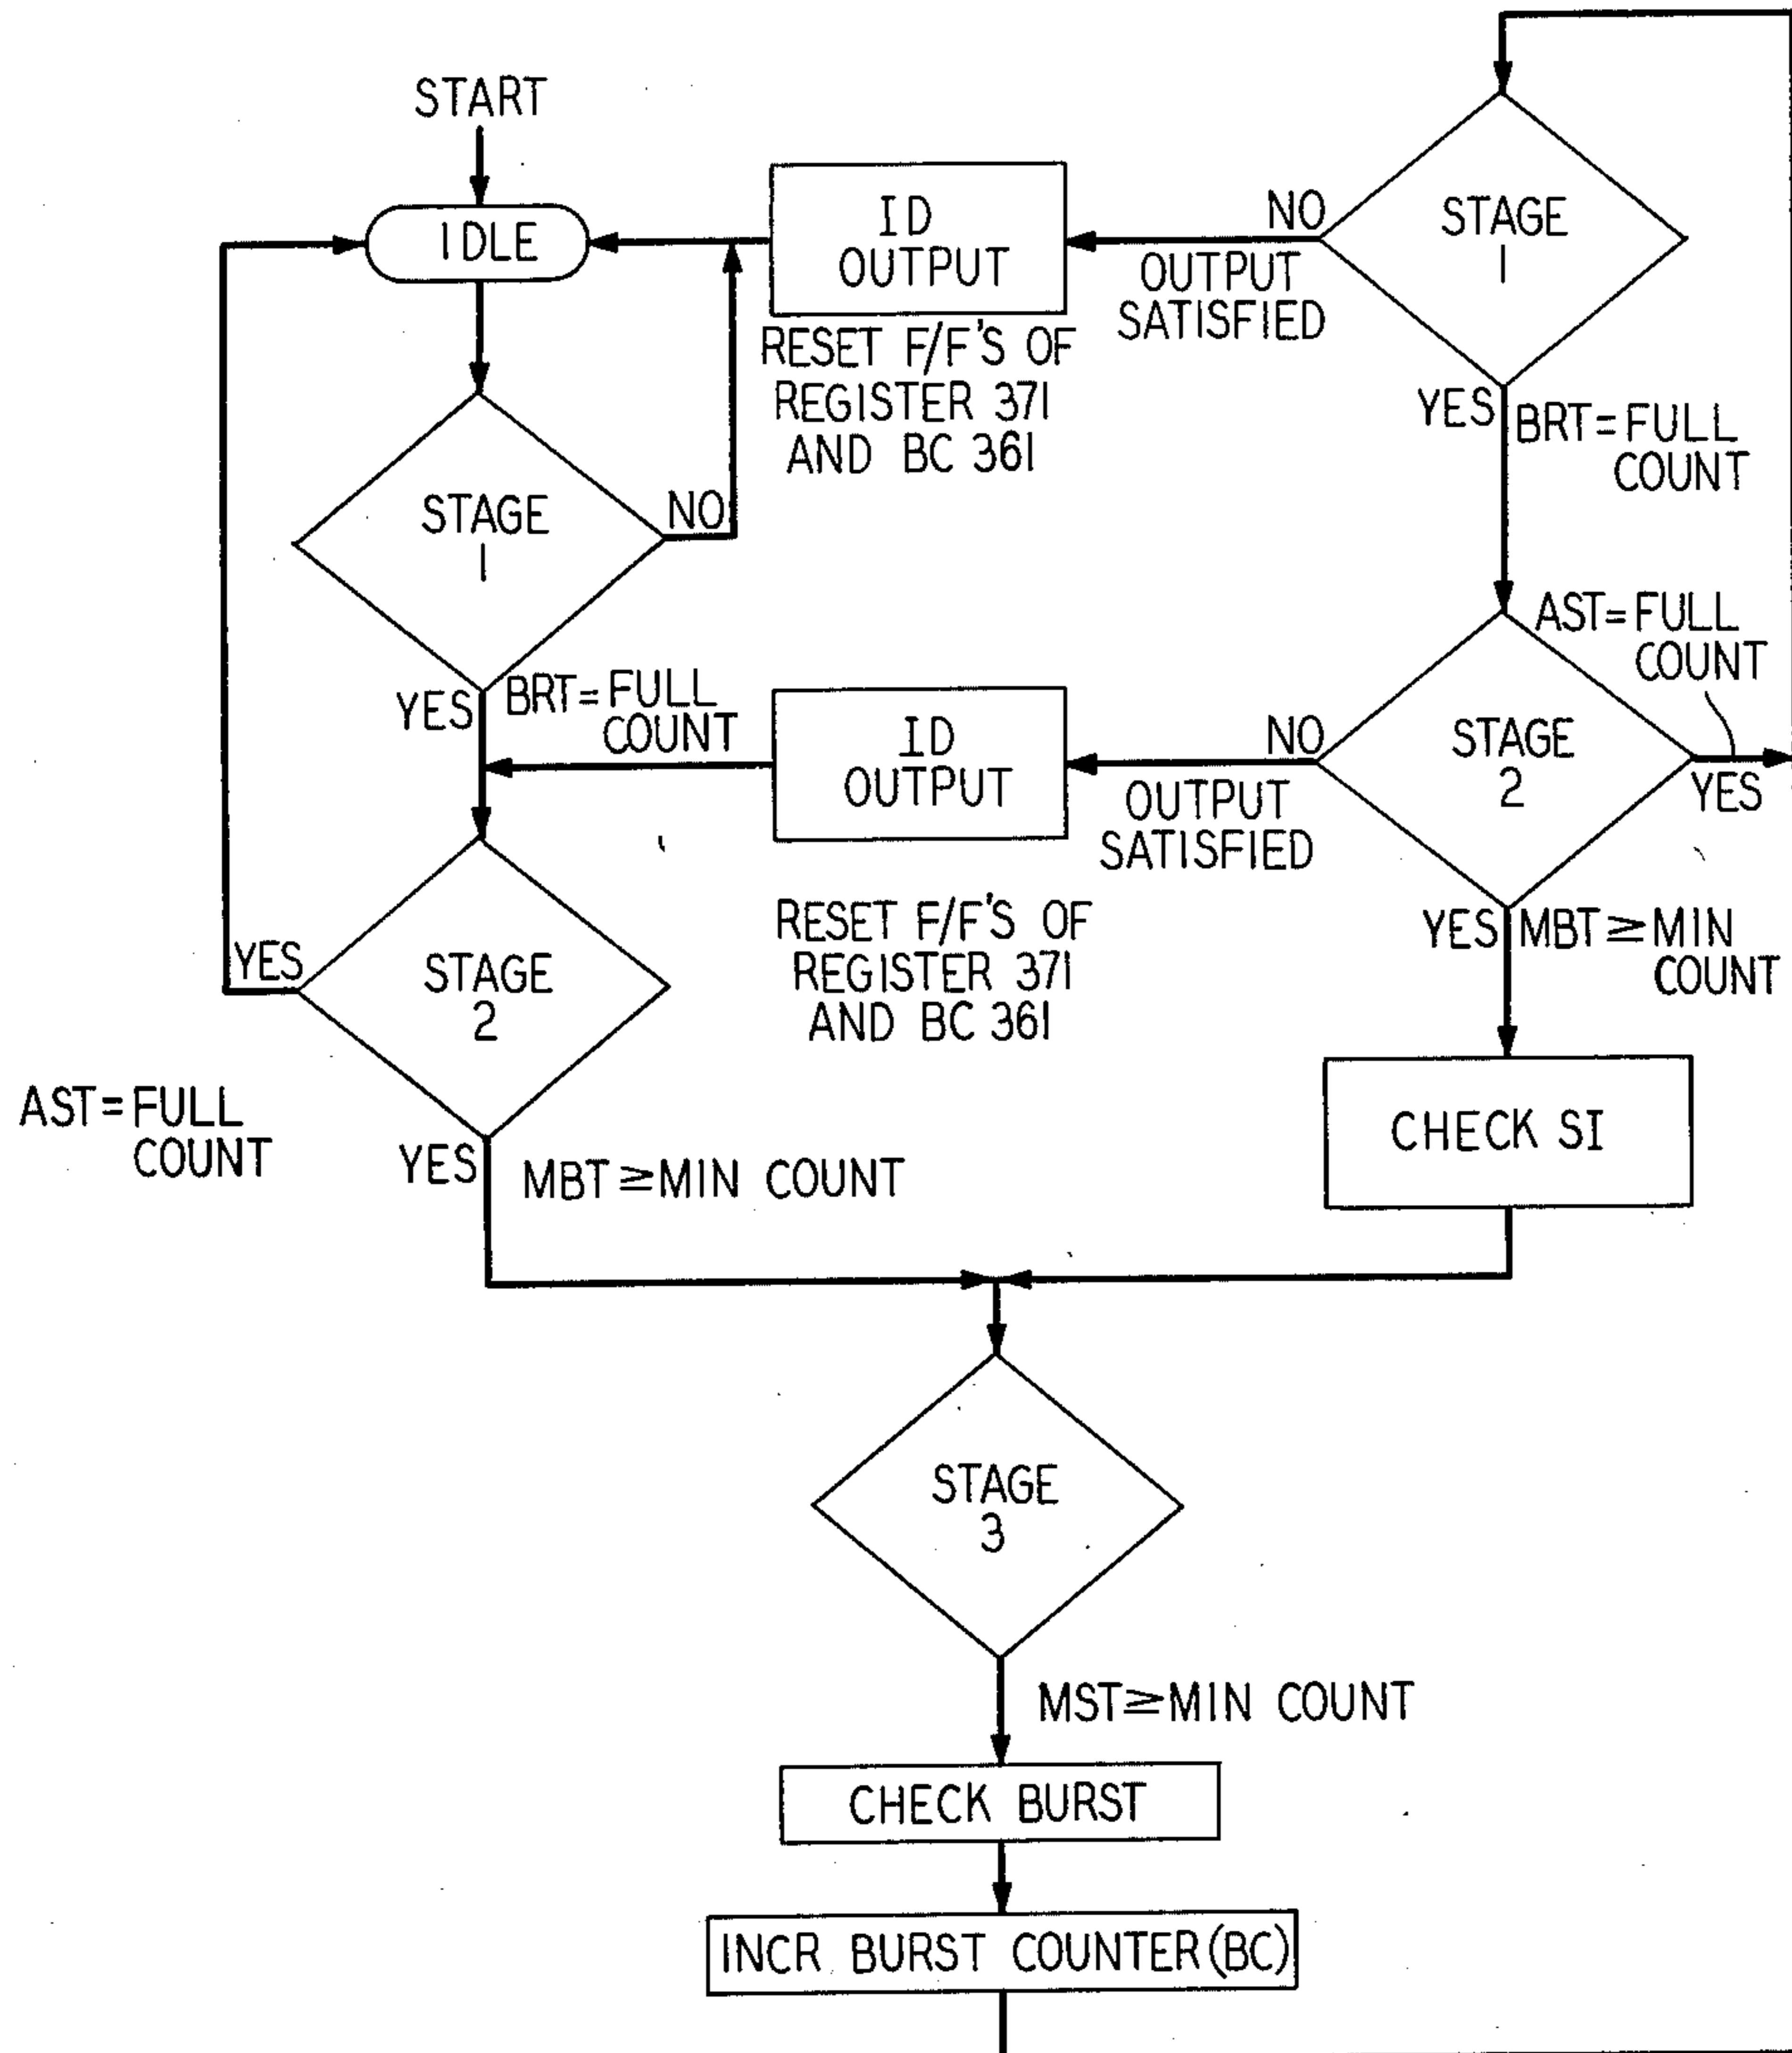 START
IDLE
ID
OUTPUT
NO
OUTPUT
SATISFIED
STAGE
1
RESET F/F'S OF
REGISTER 371
AND BC 361
YES
BRT=FULL
COUNT
STAGE
1
NO
YES
BRT=FULL
COUNT
ID
OUTPUT
NO
OUTPUT
SATISFIED
AST=FULL
COUNT
STAGE
2
YES
RESET F/F'S OF
REGISTER 371
AND BC 361
YES
MBT≥MIN
COUNT
YES
STAGE
2
AST=FULL
COUNT
YES
MBT≥MIN COUNT
CHECK SI
STAGE
3
MST≥MIN COUNT
CHECK BURST
INCR BURST COUNTER(BC)